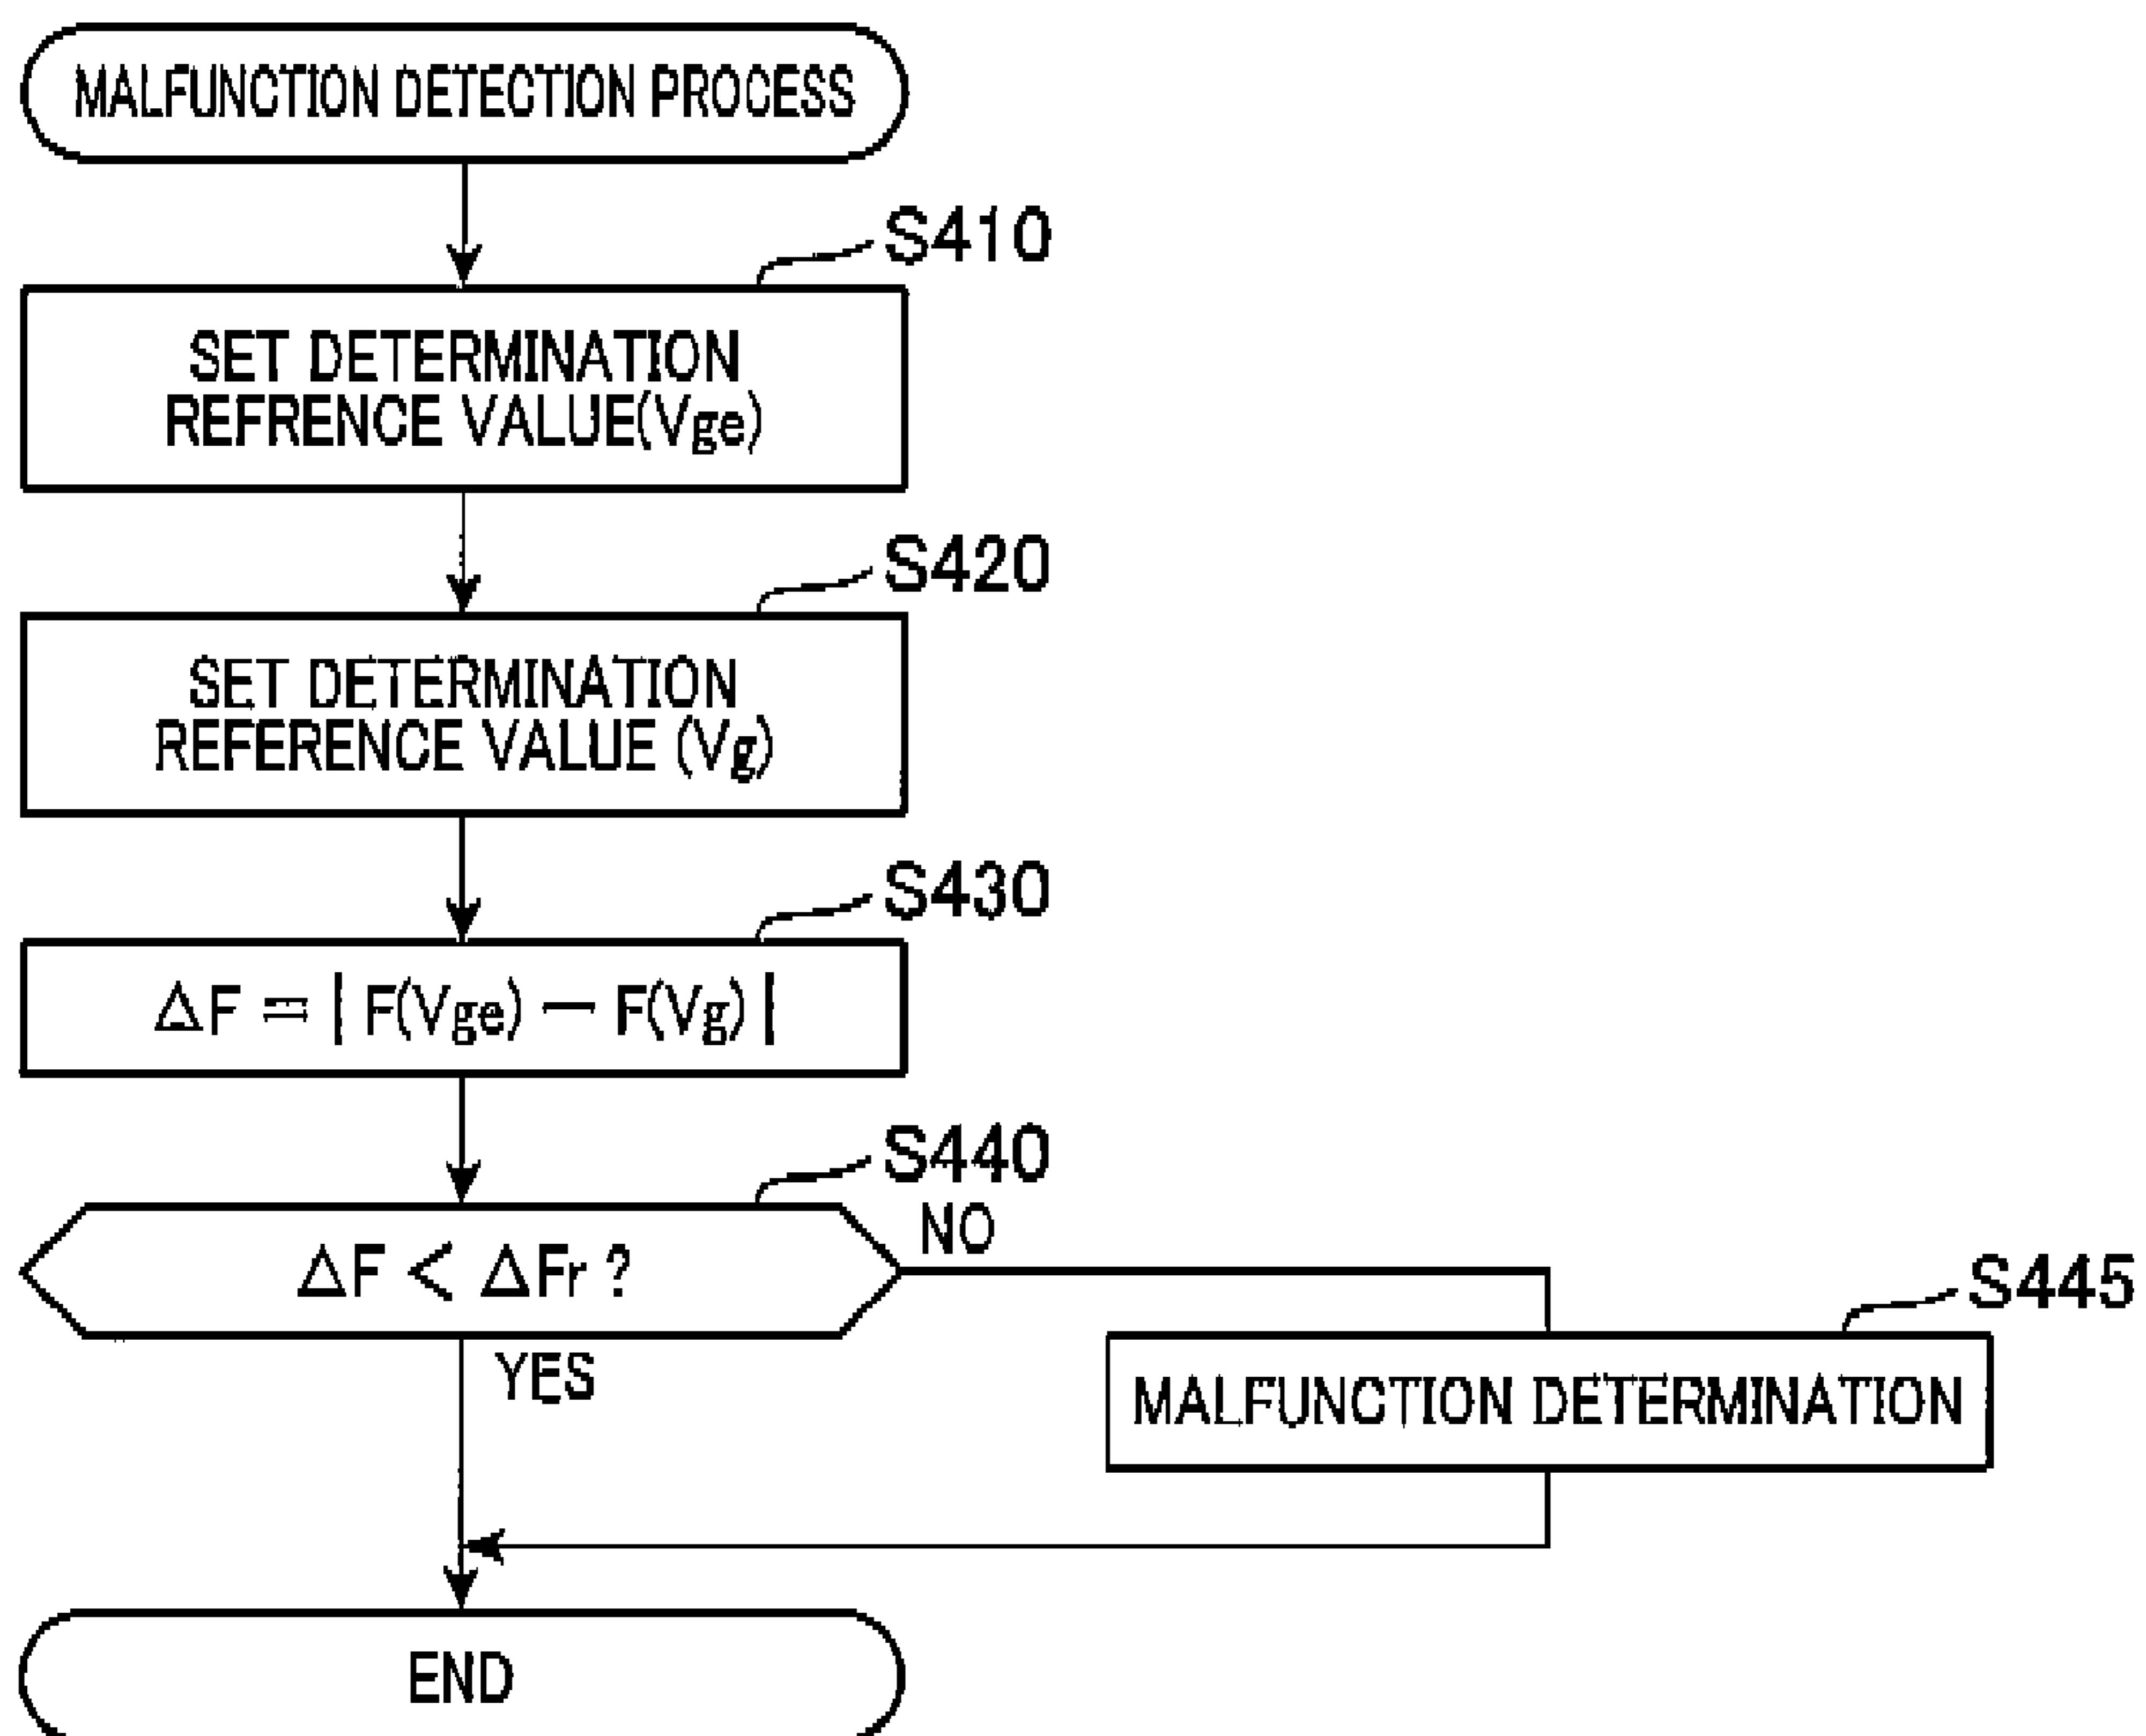 MALFUNCTION DETECTION PROCESS
S410
SET DETERMINATION
REFRENCE VALUE(Vge)
S420
SET DETERMINATION
REFERENCE VALUE (Vg)
S430
ΔF = | F(Vge) − F(Vg) |
S440
ΔF < ΔFr ?
NO
YES
S445
MALFUNCTION DETERMINATION
END